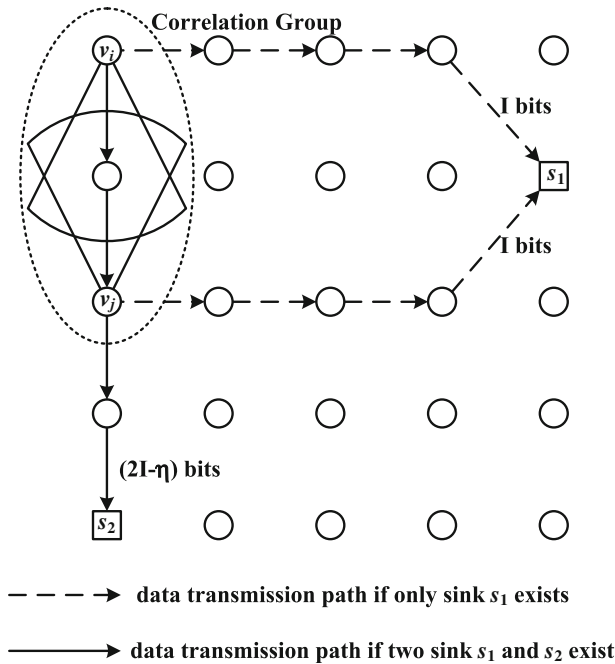 Correlation Group
vi
I bits
s1
I bits
vj
(2I-η) bits
s2
data transmission path if only sink s1 exists
data transmission path if two sink s1 and s2 exist